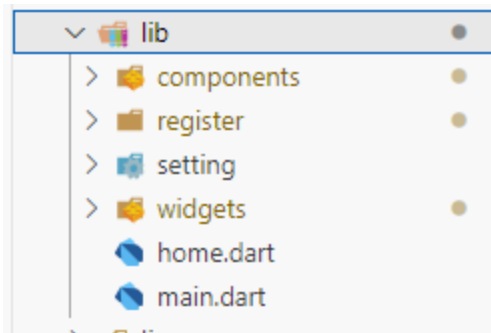 lib
components
register
setting
widgets
home.dart
main.dart